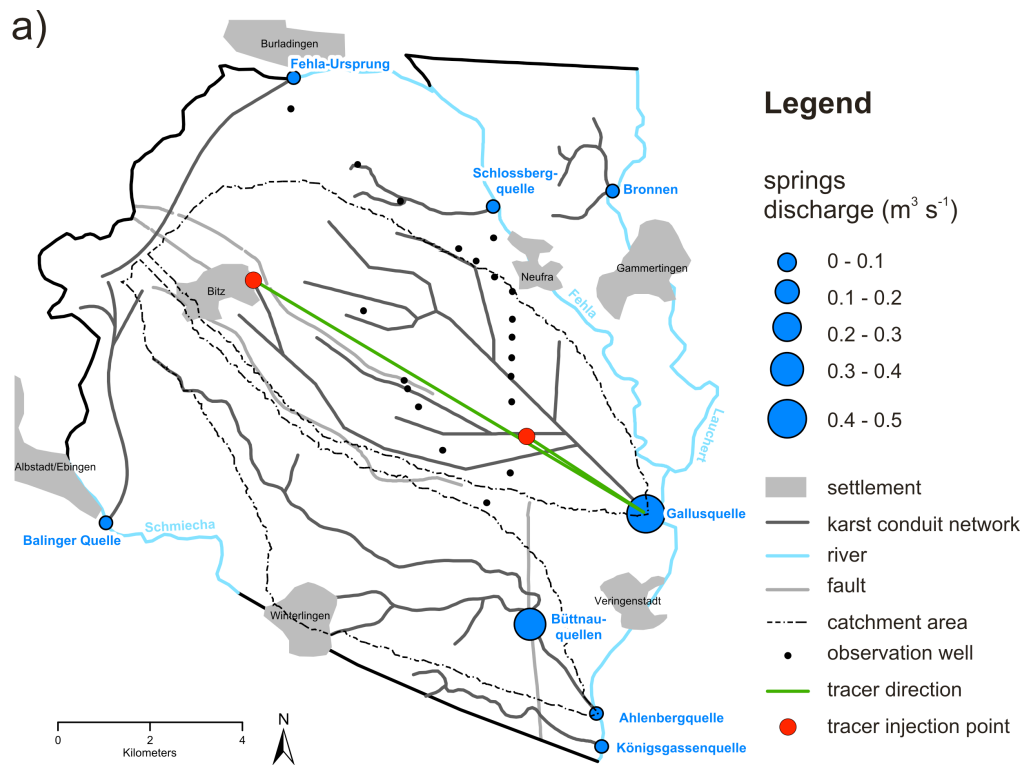 a)
Burladingen
Fehla-Ursprung
Schlossberg-
quelle
Bronnen
Neufra
Gammertingen
Bitz
Fehla
Lauchert
Albstadt/Ebingen
Gallusquelle
Schmiecha
Balinger Quelle
Winterlingen
Büttnau-
quellen
Veringenstadt
Ahlenbergquelle
Königsgassenquelle
N
0 2 4
Kilometers
Legend
springs
discharge (m³ s⁻¹)
0 - 0.1
0.1 - 0.2
0.2 - 0.3
0.3 - 0.4
0.4 - 0.5
settlement
karst conduit network
river
fault
catchment area
observation well
tracer direction
tracer injection point